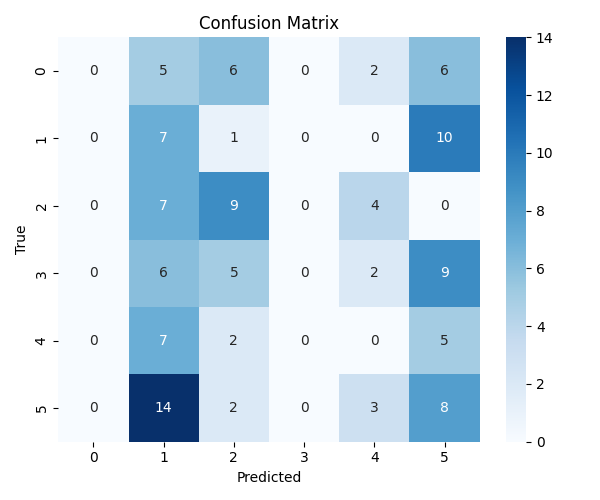 Confusion Matrix
14
0 0 5 6 0 2 6
12
1 0 7 1 0 0 10
10
2 0 7 9 0 4 0
8
True
3 0 6 5 0 2 9
6
4 0 7 2 0 0 5
4
5 0 14 2 0 3 8
2
0
0 1 2 3 4 5
Predicted